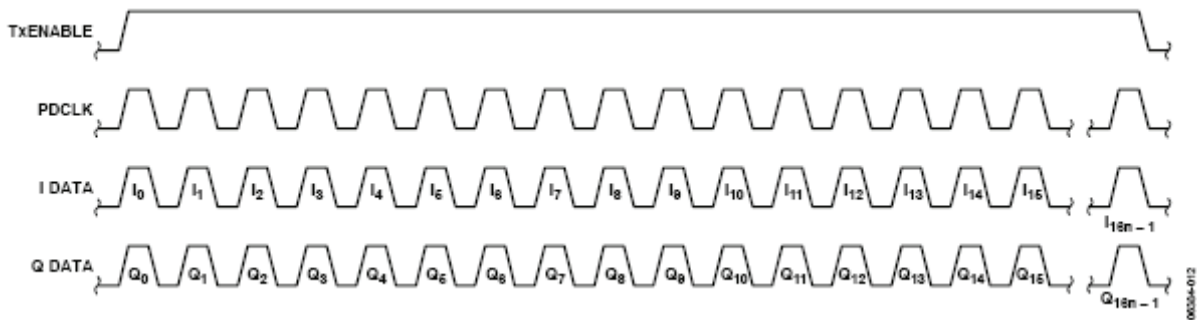 TxENABLE
PDCLK
I DATA
I0 I1 I2 I3 I4 I5 I6 I7 I8 I9 I10 I11 I12 I13 I14 I15
I16n – 1
Q DATA
Q0 Q1 Q2 Q3 Q4 Q5 Q6 Q7 Q8 Q9 Q10 Q11 Q12 Q13 Q14 Q15
Q16n – 1